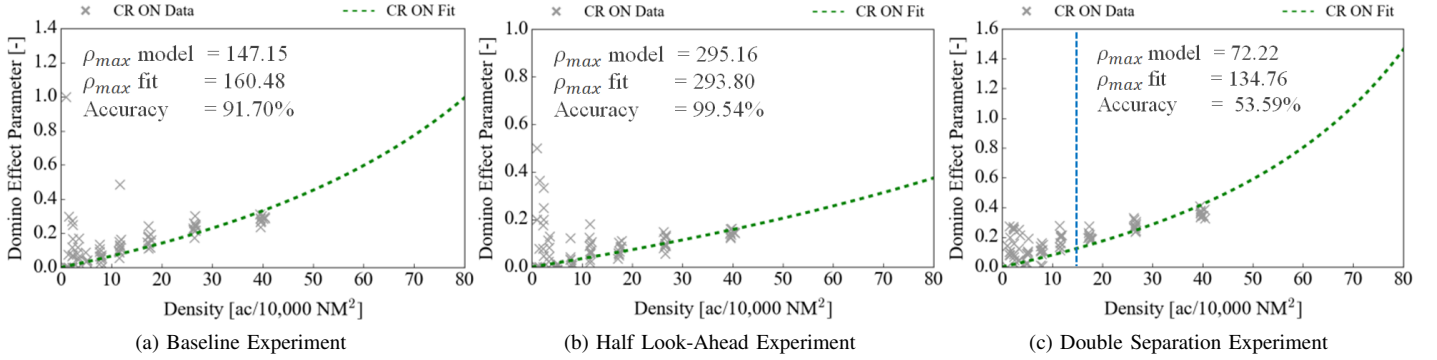 CR ON Data CR ON Fit
Domino Effect Parameter [-]
1.4
1.2
1.0
0.8
0.6
0.4
0.2
0.0
ρmax model = 147.15
ρmax fit = 160.48
Accuracy = 91.70%
0 10 20 30 40 50 60 70 80
Density [ac/10,000 NM²]
(a) Baseline Experiment
CR ON Data CR ON Fit
Domino Effect Parameter [-]
1.0
0.8
0.6
0.4
0.2
0.0
ρmax model = 295.16
ρmax fit = 293.80
Accuracy = 99.54%
0 10 20 30 40 50 60 70 80
Density [ac/10,000 NM²]
(b) Half Look-Ahead Experiment
CR ON Data CR ON Fit
Domino Effect Parameter [-]
1.6
1.4
1.2
1.0
0.8
0.6
0.4
0.2
0.0
ρmax model = 72.22
ρmax fit = 134.76
Accuracy = 53.59%
0 10 20 30 40 50 60 70 80
Density [ac/10,000 NM²]
(c) Double Separation Experiment